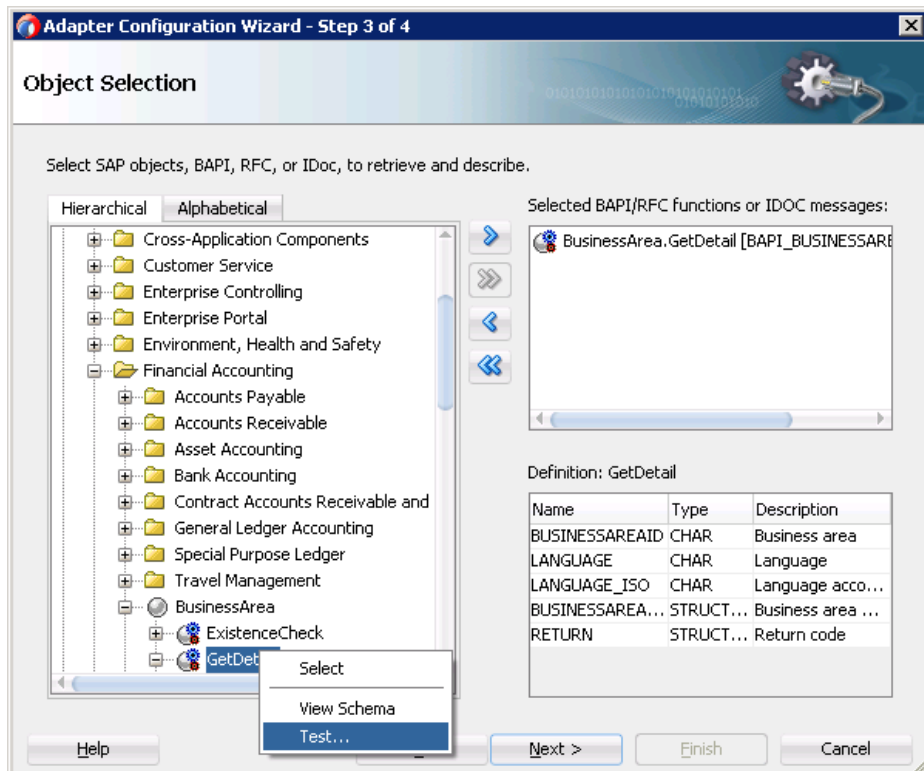 Adapter Configuration Wizard - Step 3 of 4
Object Selection
Select SAP objects, BAPI, RFC, or IDoc, to retrieve and describe.
Hierarchical Alphabetical
Cross-Application Components
Customer Service
Enterprise Controlling
Enterprise Portal
Environment, Health and Safety
Financial Accounting
Accounts Payable
Accounts Receivable
Asset Accounting
Bank Accounting
Contract Accounts Receivable and
General Ledger Accounting
Special Purpose Ledger
Travel Management
BusinessArea
ExistenceCheck
GetDet
Select
View Schema
Test...
Selected BAPI/RFC functions or IDOC messages:
BusinessArea.GetDetail [BAPI_BUSINESSARE
Definition: GetDetail
Name Type Description
BUSINESSAREAID CHAR Business area
LANGUAGE CHAR Language
LANGUAGE_ISO CHAR Language acco...
BUSINESSAREA... STRUCT... Business area ...
RETURN STRUCT... Return code
Help Next > Finish Cancel